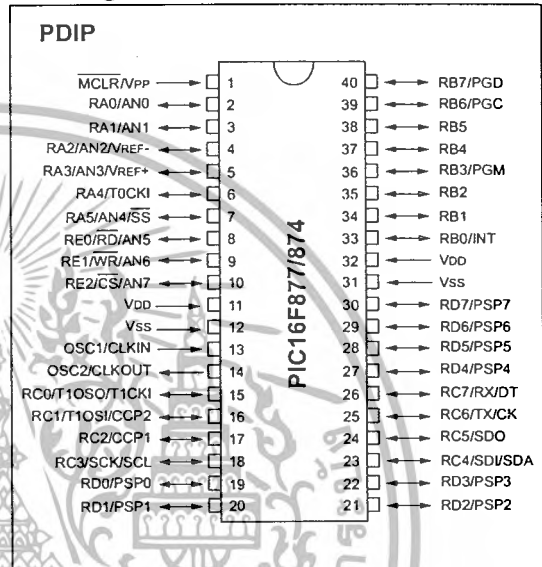 PDIP
MCLR/VPP 1 40 RB7/PGD
RA0/AN0 2 39 RB6/PGC
RA1/AN1 3 38 RB5
RA2/AN2/VREF- 4 37 RB4
RA3/AN3/VREF+ 5 36 RB3/PGM
RA4/T0CKI 6 35 RB2
RA5/AN4/SS 7 34 RB1
RE0/RD/AN5 8 33 RB0/INT
RE1/WR/AN6 9 32 VDD
RE2/CS/AN7 10 31 VSS
VDD 11 30 RD7/PSP7
VSS 12 29 RD6/PSP6
OSC1/CLKIN 13 28 RD5/PSP5
OSC2/CLKOUT 14 27 RD4/PSP4
RC0/T1OSO/T1CKI 15 26 RC7/RX/DT
RC1/T1OSI/CCP2 16 25 RC6/TX/CK
RC2/CCP1 17 24 RC5/SDO
RC3/SCK/SCL 18 23 RC4/SDI/SDA
RD0/PSP0 19 22 RD3/PSP3
RD1/PSP1 20 21 RD2/PSP2
PIC16F877/874